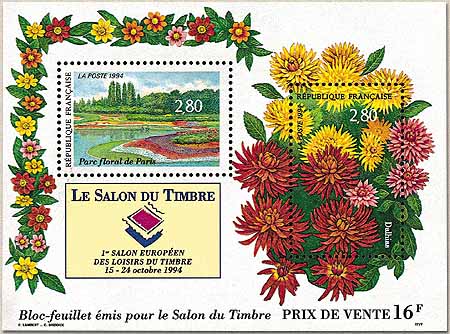 LA POSTE 1994
2,80
RÉPUBLIQUE FRANÇAISE
Parc floral de Paris
RÉPUBLIQUE FRANÇAISE
LA POSTE 1994
2,80
Dahlias
LE SALON DU TIMBRE
1er SALON EUROPÉEN
DES LOISIRS DU TIMBRE
15 - 24 octobre 1994
Bloc-feuillet émis pour le Salon du Timbre PRIX DE VENTE 16F